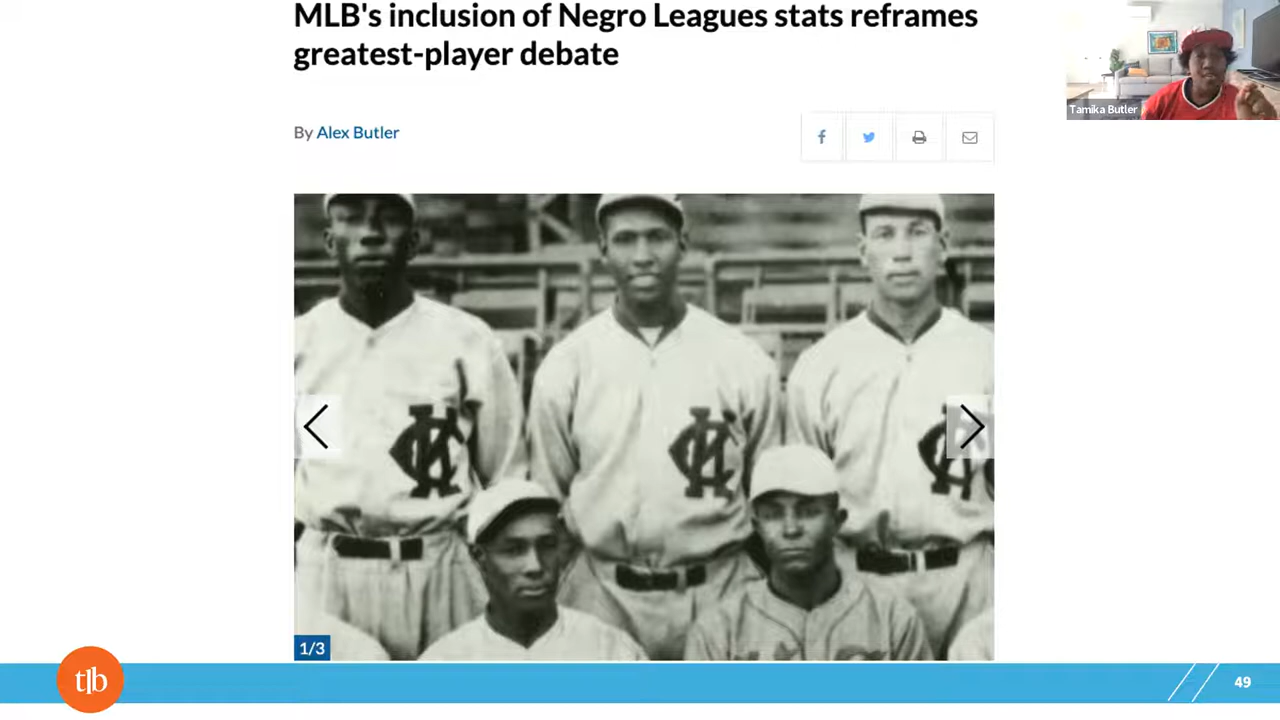 MLB's inclusion of Negro Leagues stats reframes
greatest-player debate
Tamika Butler
By Alex Butler
1/3
tlb
49